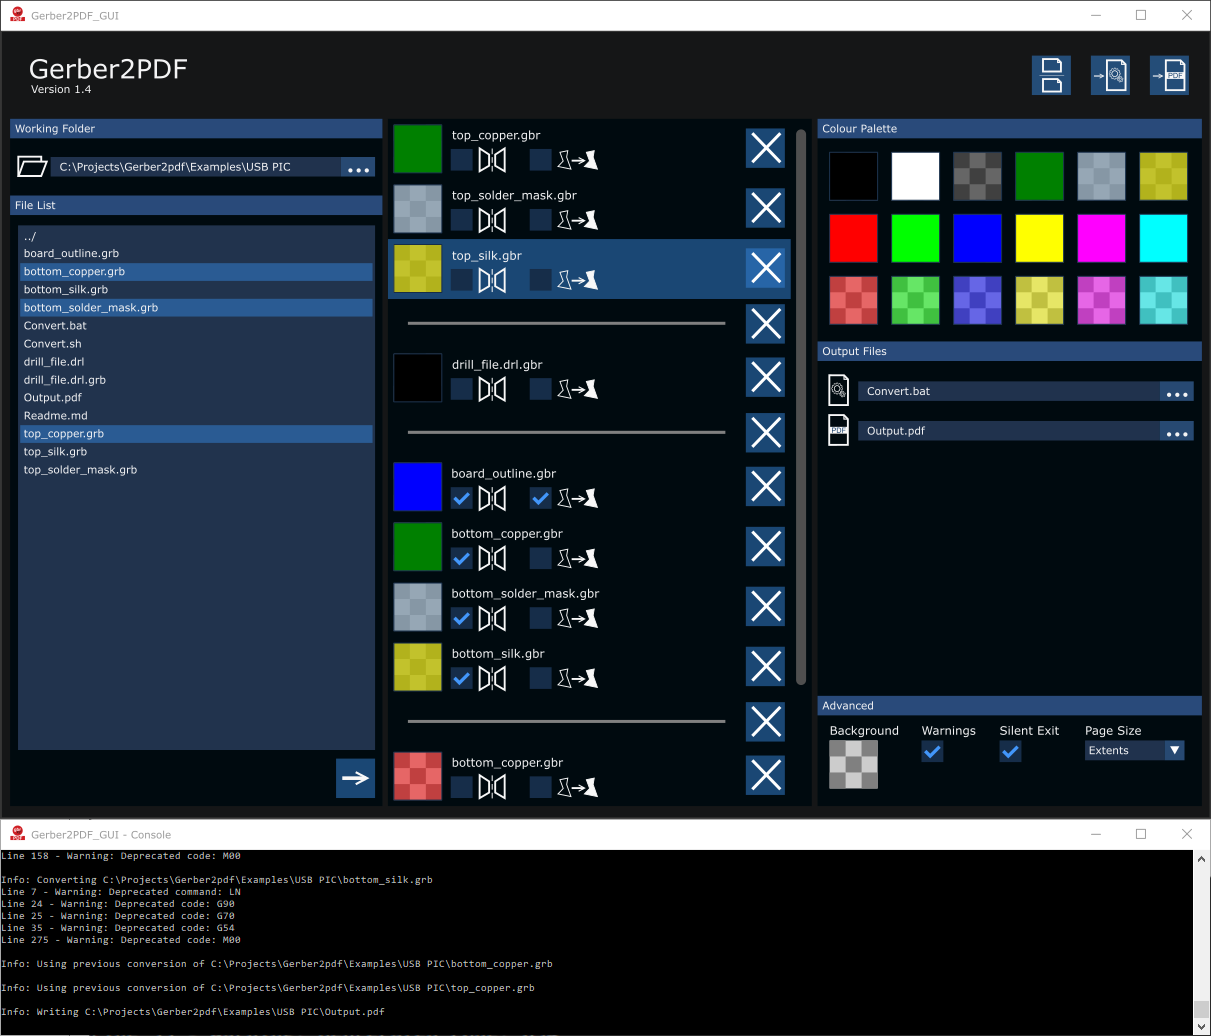 Gerber2PDF_GUI
Gerber2PDF
Version 1.4
PDF
Working Folder
C:\Projects\Gerber2pdf\Examples\USB PIC
...
File List
../
board_outline.grb
bottom_copper.grb
bottom_silk.grb
bottom_solder_mask.grb
Convert.bat
Convert.sh
drill_file.drl
drill_file.drl.grb
Output.pdf
Readme.md
top_copper.grb
top_silk.grb
top_solder_mask.grb
top_copper.gbr
top_solder_mask.gbr
top_silk.gbr
drill_file.drl.gbr
board_outline.gbr
bottom_copper.gbr
bottom_solder_mask.gbr
bottom_silk.gbr
bottom_copper.gbr
Colour Palette
Output Files
Convert.bat
...
PDF
Output.pdf
...
Advanced
Background
Warnings
Silent Exit
Page Size
Extents
Gerber2PDF_GUI - Console
Line 158 - Warning: Deprecated code: M00
Info: Converting C:\Projects\Gerber2pdf\Examples\USB PIC\bottom_silk.grb
Line 7 - Warning: Deprecated command: LN
Line 24 - Warning: Deprecated code: G90
Line 25 - Warning: Deprecated code: G70
Line 35 - Warning: Deprecated code: G54
Line 275 - Warning: Deprecated code: M00
Info: Using previous conversion of C:\Projects\Gerber2pdf\Examples\USB PIC\bottom_copper.grb
Info: Using previous conversion of C:\Projects\Gerber2pdf\Examples\USB PIC\top_copper.grb
Info: Writing C:\Projects\Gerber2pdf\Examples\USB PIC\Output.pdf